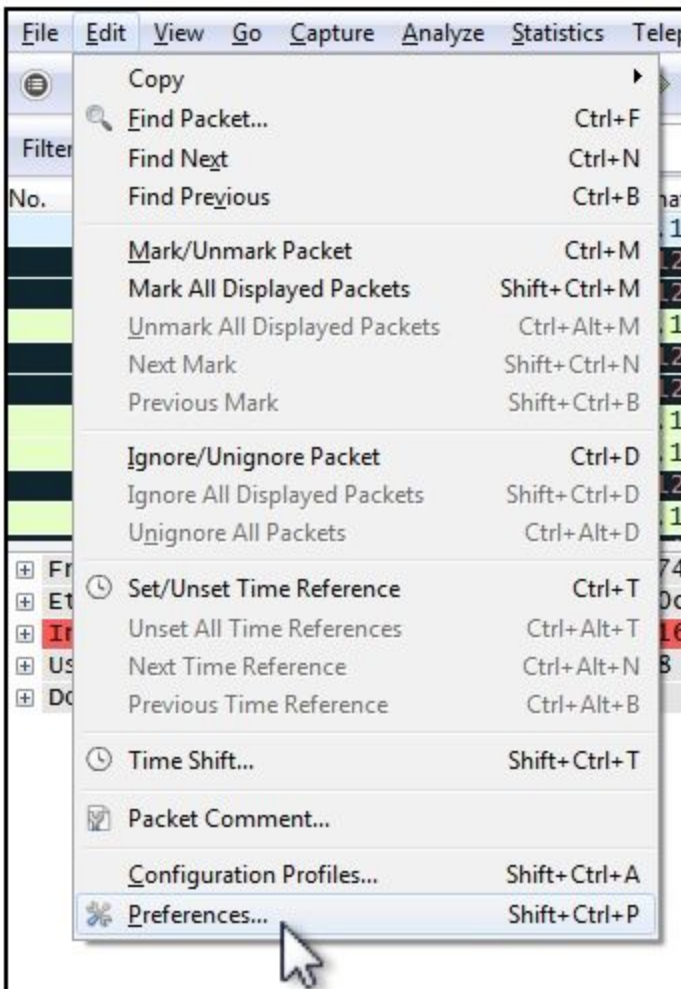 File Edit View Go Capture Analyze Statistics
Copy
Find Packet... Ctrl+F
Filter
Find Next Ctrl+N
No.
Find Previous Ctrl+B
Mark/Unmark Packet Ctrl+M
Mark All Displayed Packets Shift+Ctrl+M
Unmark All Displayed Packets Ctrl+Alt+M
Next Mark Shift+Ctrl+N
Previous Mark Shift+Ctrl+B
Ignore/Unignore Packet Ctrl+D
Ignore All Displayed Packets Shift+Ctrl+D
Unignore All Packets Ctrl+Alt+D
Set/Unset Time Reference Ctrl+T
Unset All Time References Ctrl+Alt+T
Next Time Reference Ctrl+Alt+N
Previous Time Reference Ctrl+Alt+B
Time Shift... Shift+Ctrl+T
Packet Comment...
Configuration Profiles... Shift+Ctrl+A
Preferences... Shift+Ctrl+P